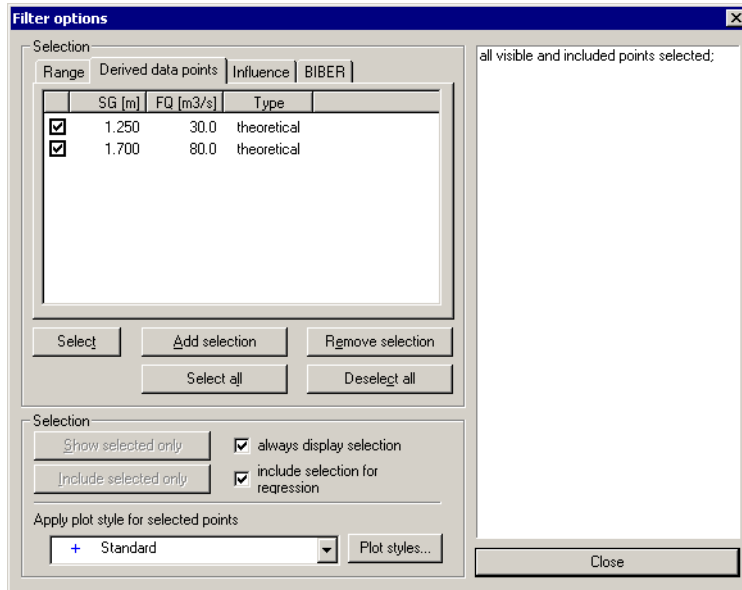 Filter options
Selection
Range Derived data points Influence BIBER
SG [m] FQ [m3/s] Type
1.250 30.0 theoretical
1.700 80.0 theoretical
Select Add selection Remove selection
Select all Deselect all
Selection
Show selected only always display selection
Include selected only include selection for
regression
Apply plot style for selected points
+ Standard Plot styles...
all visible and included points selected;
Close